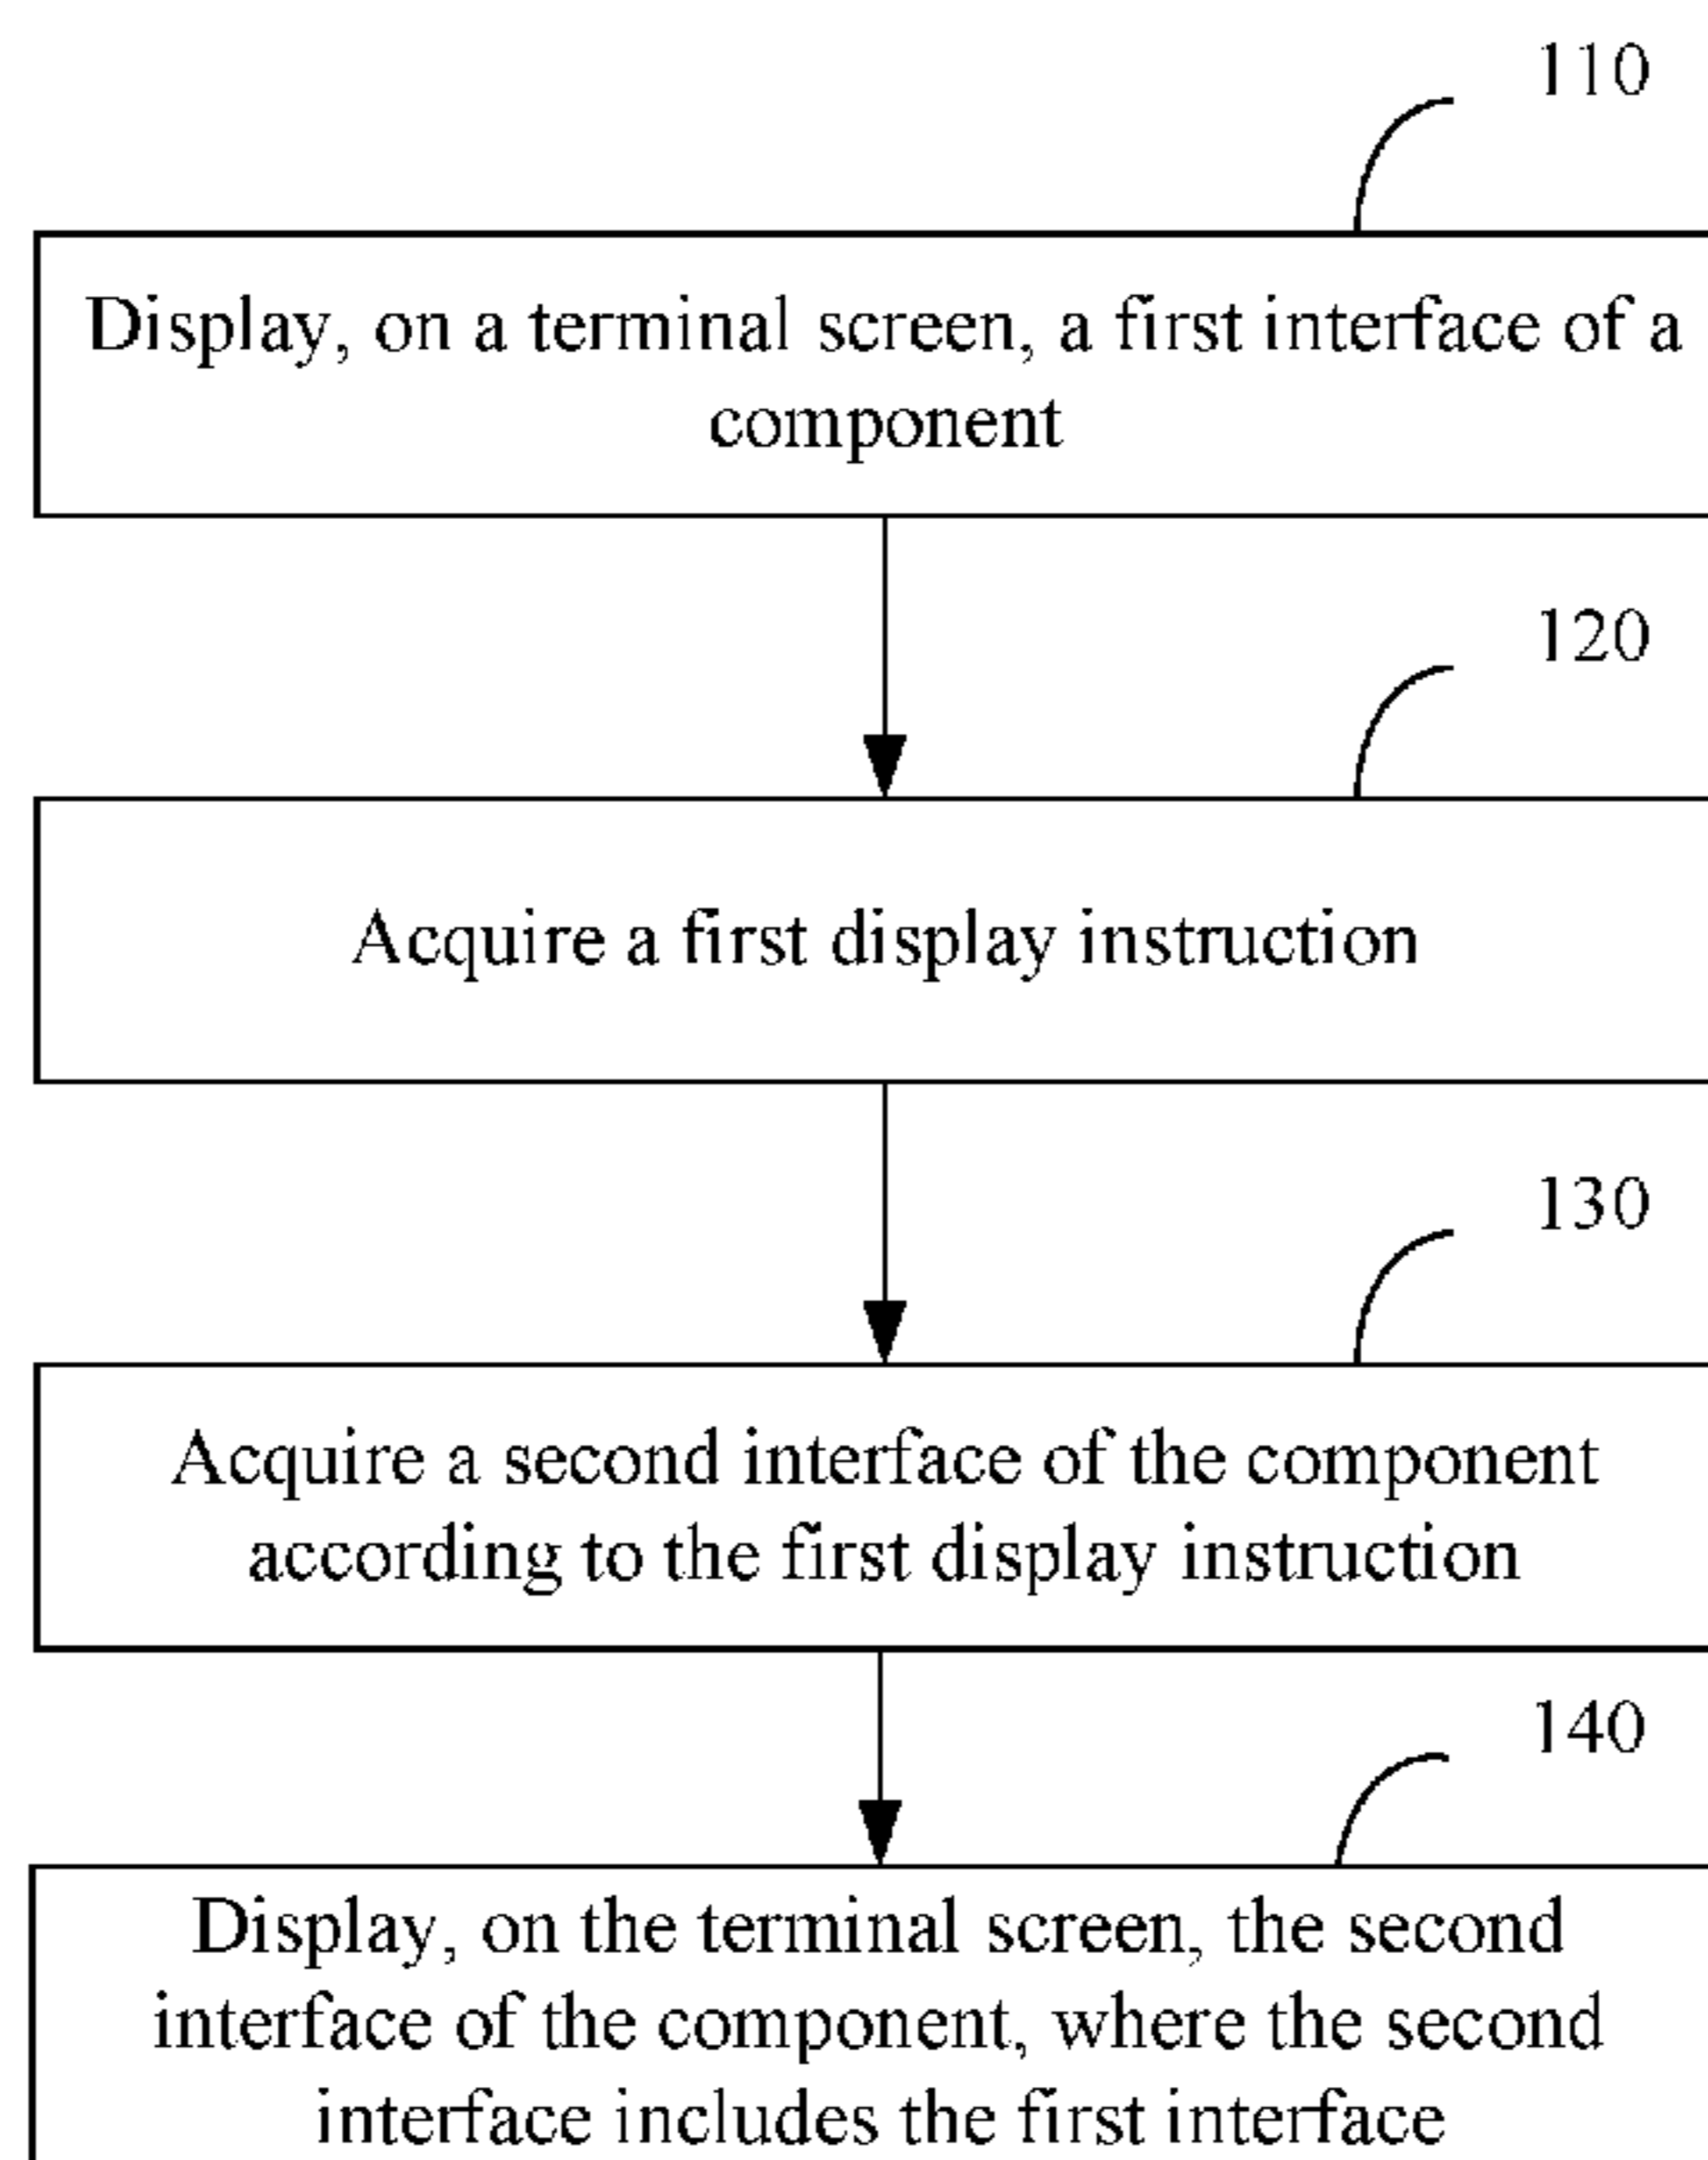 110
Display, on a terminal screen, a first interface of a
component
120
Acquire a first display instruction
130
Acquire a second interface of the component
according to the first display instruction
140
Display, on the terminal screen, the second
interface of the component, where the second
interface includes the first interface